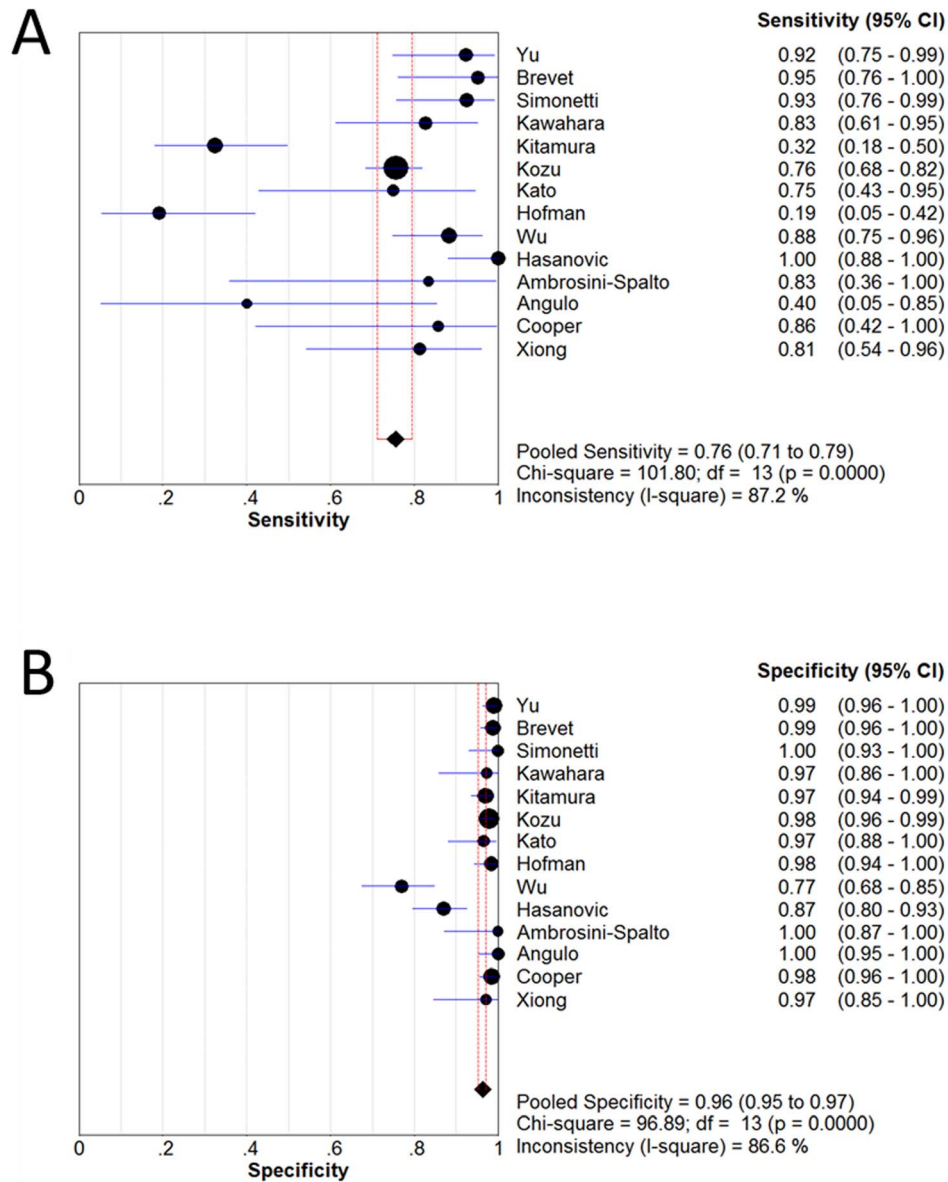 A
Sensitivity (95% CI)
Yu 0.92 (0.75 - 0.99)
Brevet 0.95 (0.76 - 1.00)
Simonetti 0.93 (0.76 - 0.99)
Kawahara 0.83 (0.61 - 0.95)
Kitamura 0.32 (0.18 - 0.50)
Kozu 0.76 (0.68 - 0.82)
Kato 0.75 (0.43 - 0.95)
Hofman 0.19 (0.05 - 0.42)
Wu 0.88 (0.75 - 0.96)
Hasanovic 1.00 (0.88 - 1.00)
Ambrosini-Spalto 0.83 (0.36 - 1.00)
Angulo 0.40 (0.05 - 0.85)
Cooper 0.86 (0.42 - 1.00)
Xiong 0.81 (0.54 - 0.96)
Pooled Sensitivity = 0.76 (0.71 to 0.79)
Chi-square = 101.80; df = 13 (p = 0.0000)
Inconsistency (I-square) = 87.2 %
0 .2 .4 .6 .8 1
Sensitivity
B
Specificity (95% CI)
Yu 0.99 (0.96 - 1.00)
Brevet 0.99 (0.96 - 1.00)
Simonetti 1.00 (0.93 - 1.00)
Kawahara 0.97 (0.86 - 1.00)
Kitamura 0.97 (0.94 - 0.99)
Kozu 0.98 (0.96 - 0.99)
Kato 0.97 (0.88 - 1.00)
Hofman 0.98 (0.94 - 1.00)
Wu 0.77 (0.68 - 0.85)
Hasanovic 0.87 (0.80 - 0.93)
Ambrosini-Spalto 1.00 (0.87 - 1.00)
Angulo 1.00 (0.95 - 1.00)
Cooper 0.98 (0.96 - 1.00)
Xiong 0.97 (0.85 - 1.00)
Pooled Specificity = 0.96 (0.95 to 0.97)
Chi-square = 96.89; df = 13 (p = 0.0000)
Inconsistency (I-square) = 86.6 %
0 .2 .4 .6 .8 1
Specificity